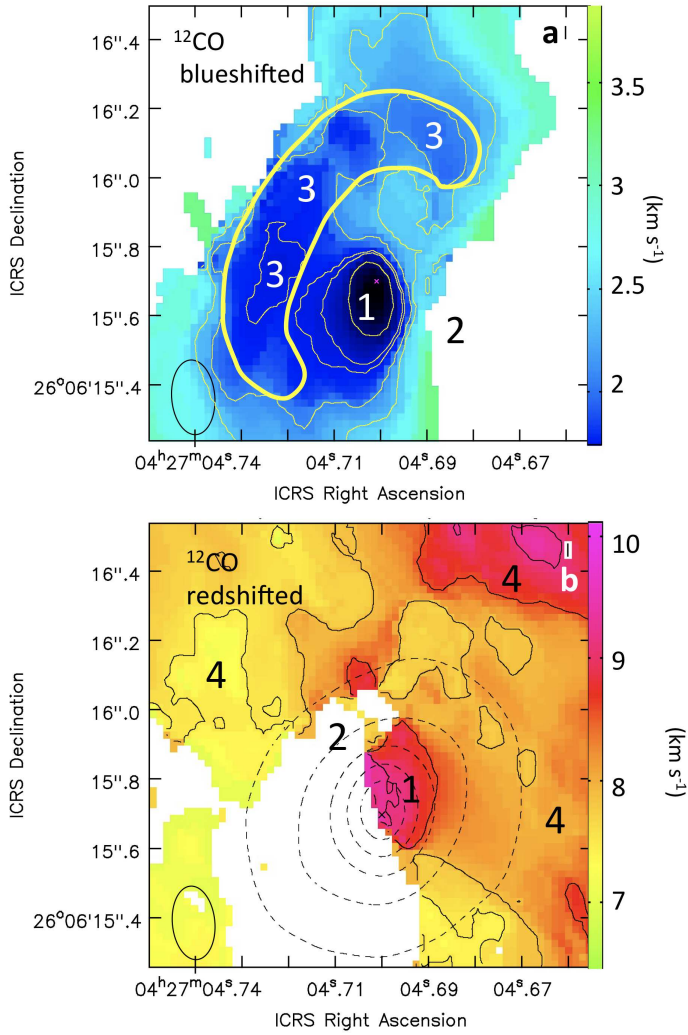 16".4
¹²CO
a
blueshifted
3.5
16".2
3
16".0
3
3
(km s⁻¹)
ICRS Declination
15".8
3
2.5
1
15".6
2
26°06'15".4
2
04ʰ27ᵐ04ˢ.74
04ˢ.71
04ˢ.69
04ˢ.67
ICRS Right Ascension
10
¹²CO
b
16".4
redshifted
4
16".2
4
9
16".0
2
(km s⁻¹)
ICRS Declination
15".8
1
8
4
15".6
7
26°06'15".4
04ʰ27ᵐ04ˢ.74
04ˢ.71
04ˢ.69
04ˢ.67
ICRS Right Ascension